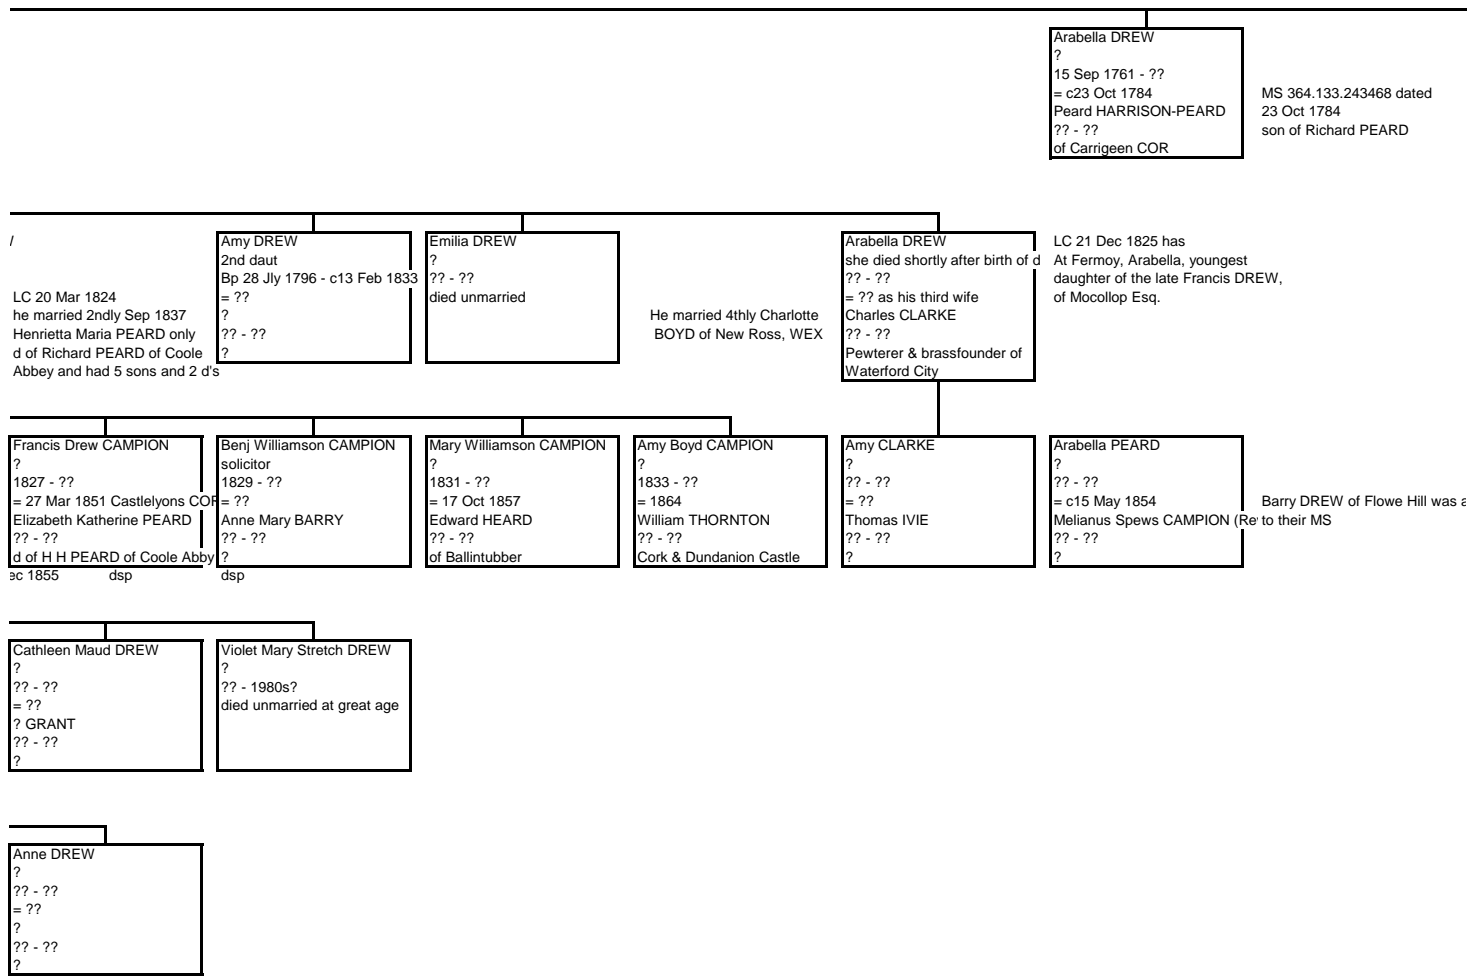 Arabella DREW
?
15 Sep 1761 - ??
= c23 Oct 1784
Peard HARRISON-PEARD
?? - ??
of Carrigeen COR
MS 364.133.243468 dated
23 Oct 1784
son of Richard PEARD
/
LC 20 Mar 1824
he married 2ndly Sep 1837
Henrietta Maria PEARD only
d of Richard PEARD of Coole
Abbey and had 5 sons and 2 d's
Amy DREW
2nd daut
Bp 28 Jly 1796 - c13 Feb 1833
= ??
?
?? - ??
?
Emilia DREW
?
?? - ??
died unmarried
He married 4thly Charlotte
BOYD of New Ross, WEX
Arabella DREW
she died shortly after birth of d
?? - ??
= ?? as his third wife
Charles CLARKE
?? - ??
Pewterer & brassfounder of
Waterford City
LC 21 Dec 1825 has
At Fermoy, Arabella, youngest
daughter of the late Francis DREW,
of Mocollop Esq.
Francis Drew CAMPION
?
1827 - ??
= 27 Mar 1851 Castlelyons COR
Elizabeth Katherine PEARD
?? - ??
d of H H PEARD of Coole Abby
ec 1855 dsp
Benj Williamson CAMPION
solicitor
1829 - ??
= ??
Anne Mary BARRY
?? - ??
?
dsp
Mary Williamson CAMPION
?
1831 - ??
= 17 Oct 1857
Edward HEARD
?? - ??
of Ballintubber
Amy Boyd CAMPION
?
1833 - ??
= 1864
William THORNTON
?? - ??
Cork & Dundanion Castle
Amy CLARKE
?
?? - ??
= ??
Thomas IVIE
?? - ??
?
Arabella PEARD
?
?? - ??
= c15 May 1854
Melianus Spews CAMPION (Re
?? - ??
?
Barry DREW of Flowe Hill was a
to their MS
Cathleen Maud DREW
?
?? - ??
= ??
? GRANT
?? - ??
?
Violet Mary Stretch DREW
?
?? - 1980s?
died unmarried at great age
Anne DREW
?
?? - ??
= ??
?
?? - ??
?